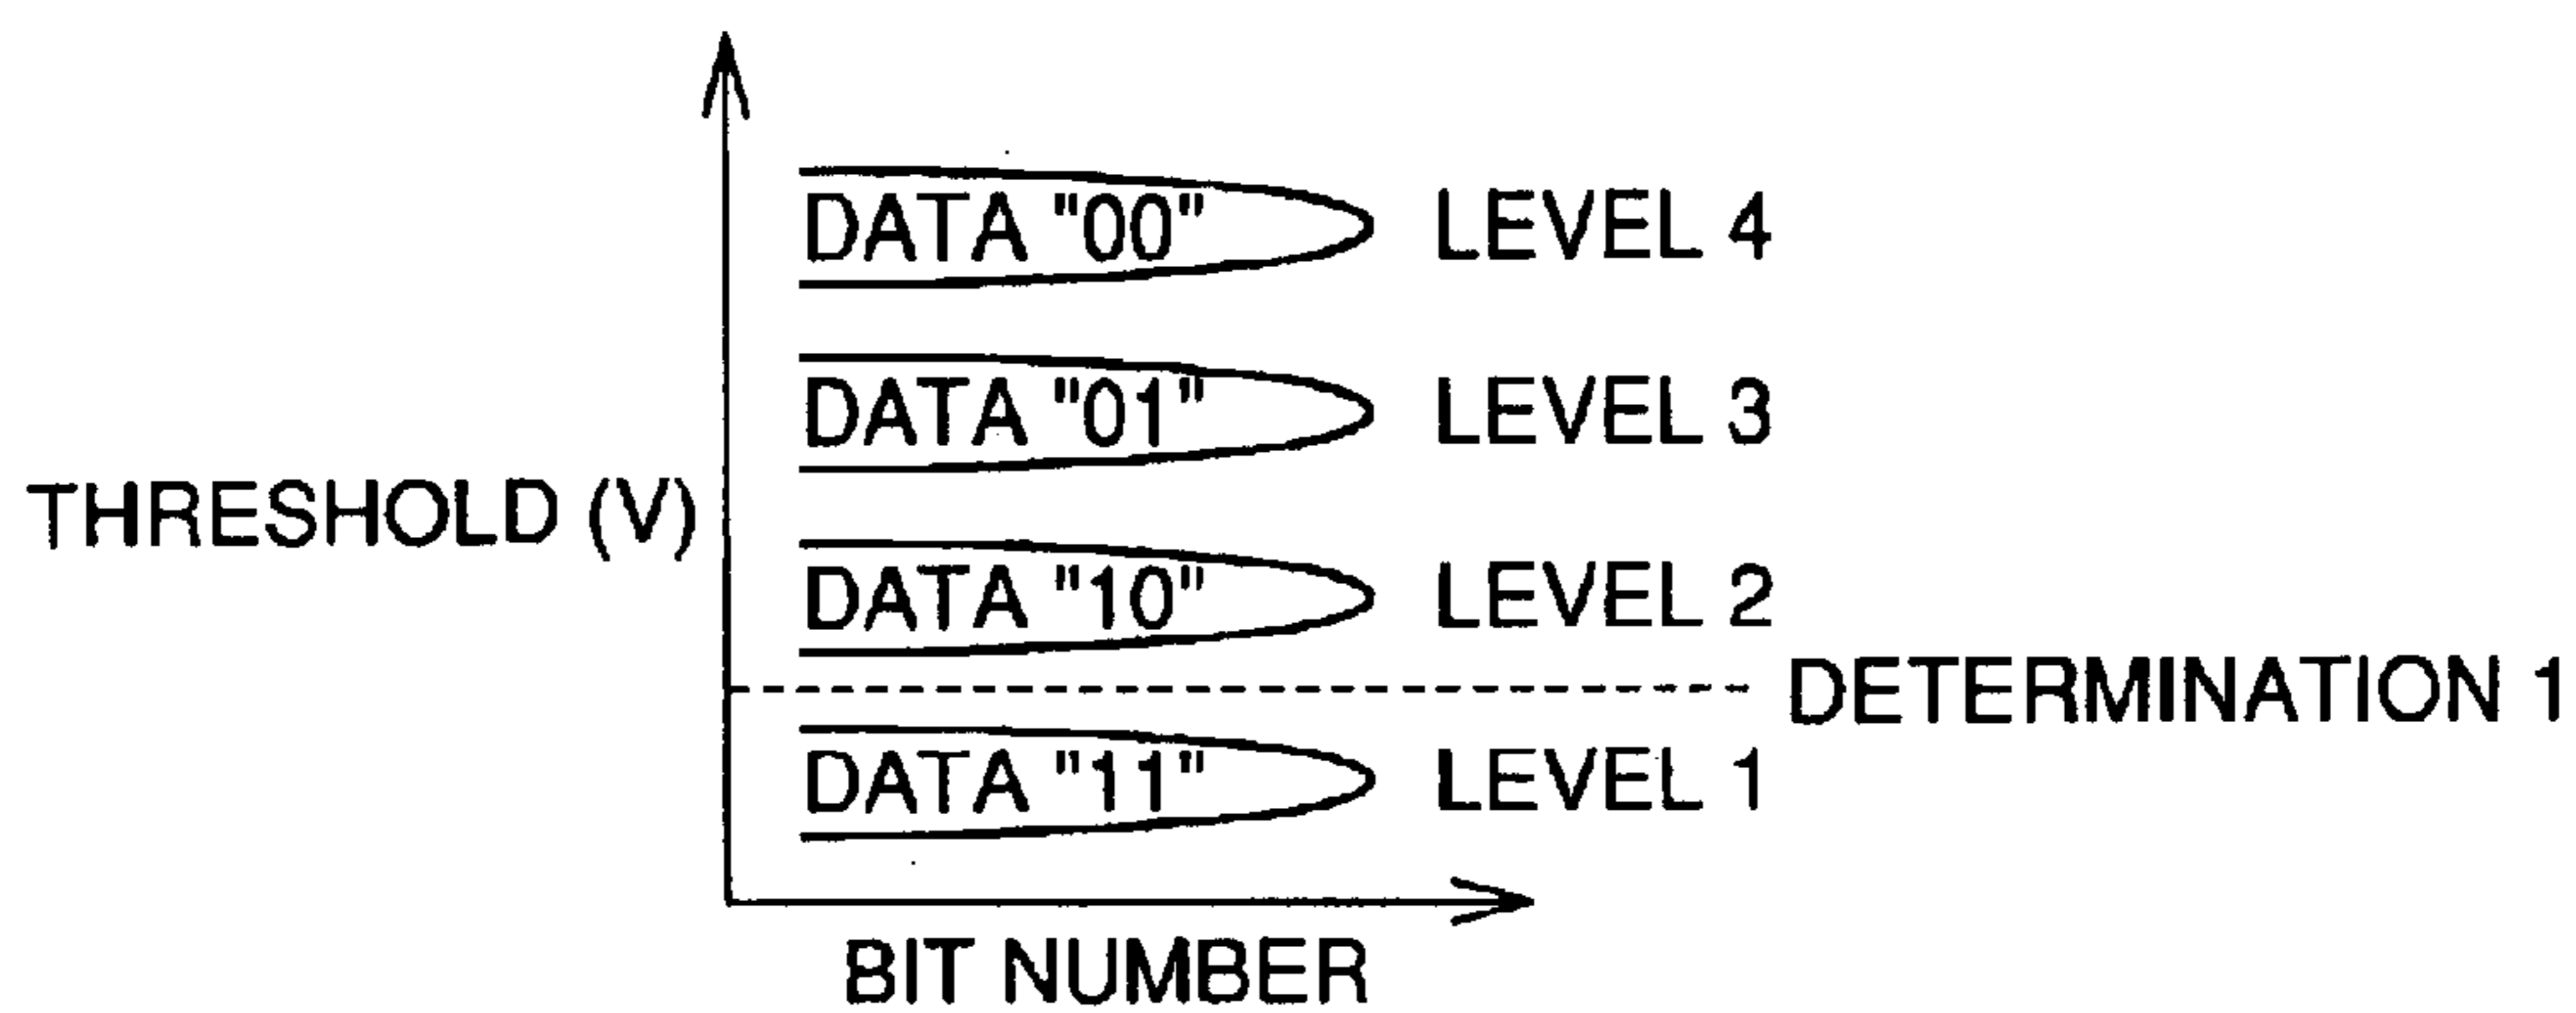 DATA "00" LEVEL 4
DATA "01" LEVEL 3
THRESHOLD (V)
DATA "10" LEVEL 2
DETERMINATION 1
DATA "11" LEVEL 1
BIT NUMBER